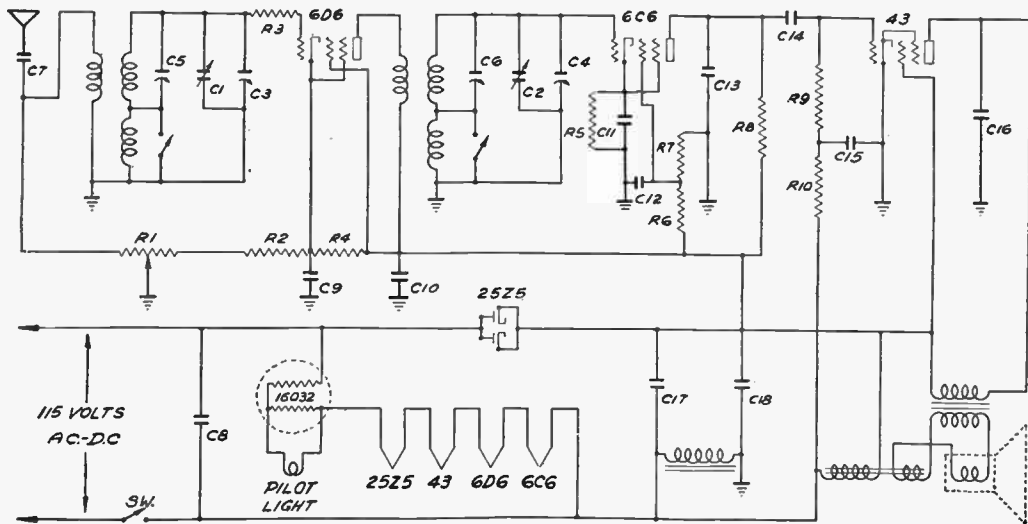 R3
6D6
6C6
43
C7
C5
C1
C3
C6
C2
C4
C14
C13
R5
C11
R7
R8
R9
C16
C15
C12
R10
R6
R1
R2
R4
C9
C10
25Z5
115 VOLTS
A.C.-D.C
C8
16032
C17
C18
PILOT
LIGHT
25Z5 43 6D6 6C6
SW.